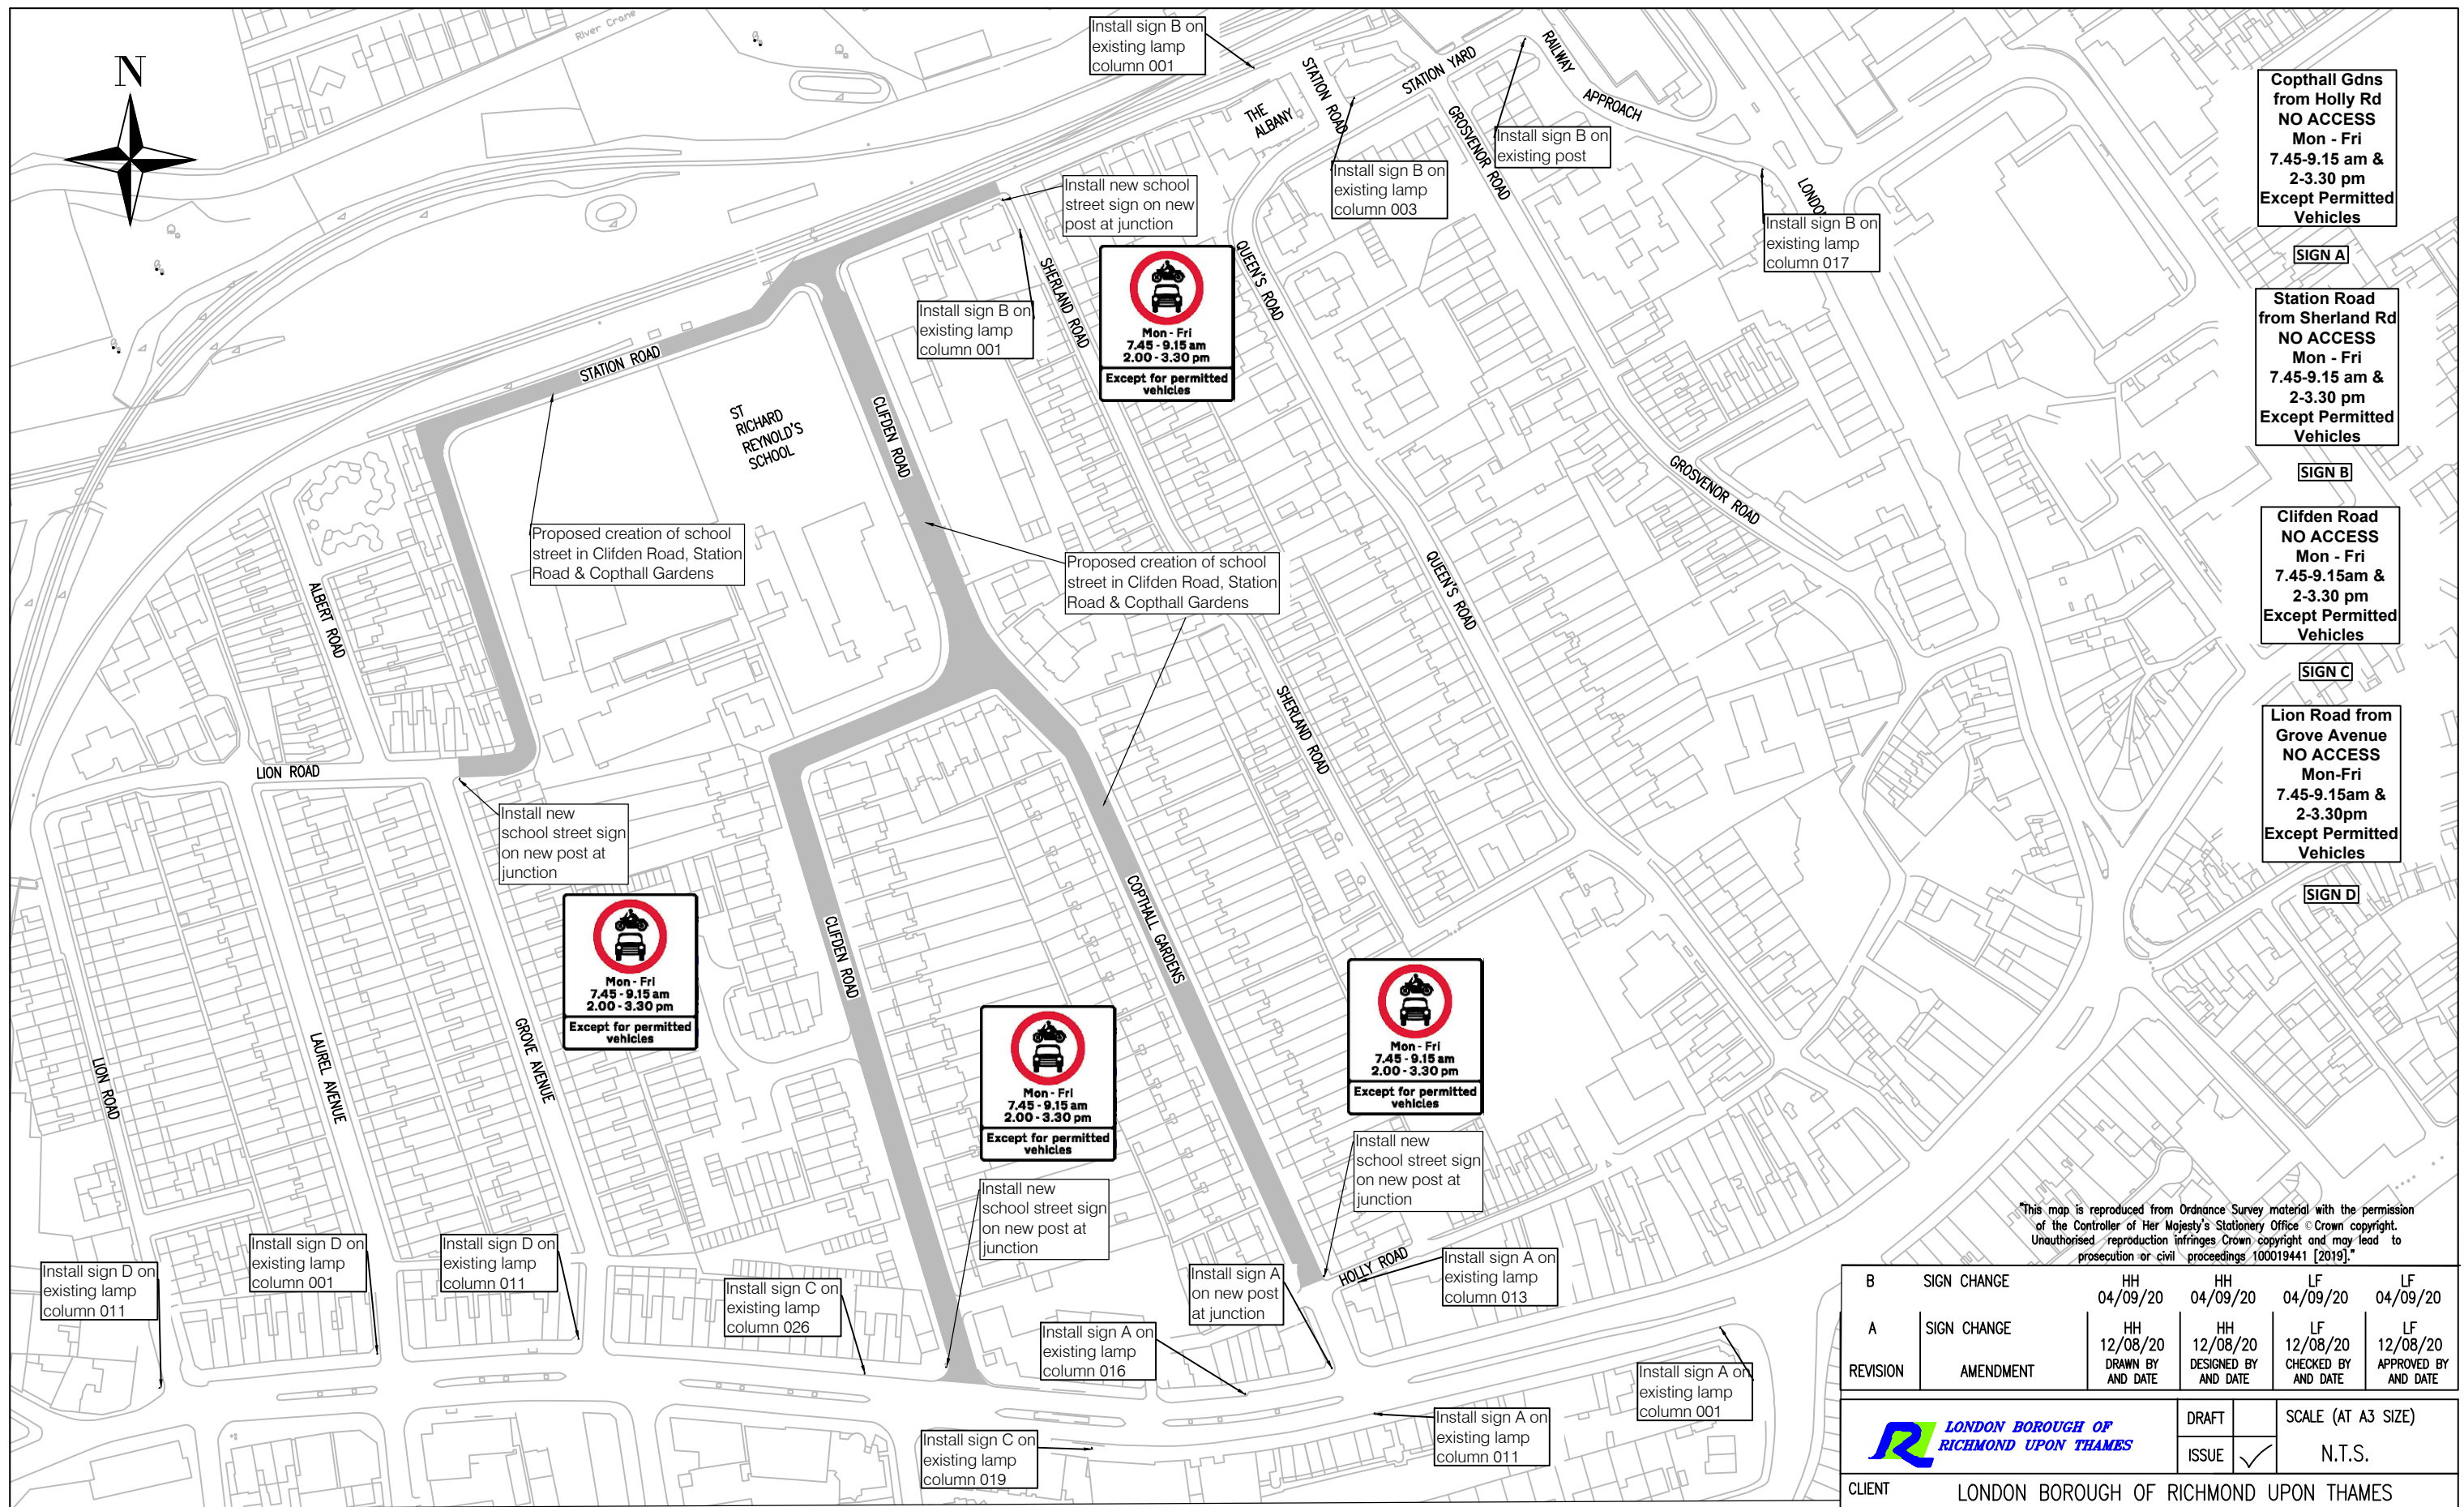 River Crane
N
Install sign B on
existing lamp
column 001
STATION ROAD
STATION YARD
RAILWAY
APPROACH
THE
ALBANY
GROSVENOR ROAD
Install sign B on
existing post
Install sign B on
existing lamp
column 003
LONDON
Install sign B on
existing lamp
column 017
Install new school
street sign on new
post at junction
SHERLAND ROAD
QUEEN'S ROAD
Mon - Fri
7.45 - 9.15 am
2.00 - 3.30 pm
Except for permitted
vehicles
Install sign B on
existing lamp
column 001
STATION ROAD
ST
RICHARD
REYNOLD'S
SCHOOL
CLIFDEN ROAD
GROSVENOR ROAD
Proposed creation of school
street in Clifden Road, Station
Road & Copthall Gardens
Proposed creation of school
street in Clifden Road, Station
Road & Copthall Gardens
QUEEN'S ROAD
ALBERT ROAD
SHERLAND ROAD
LION ROAD
Install new
school street sign
on new post at
junction
Mon - Fri
7.45 - 9.15 am
2.00 - 3.30 pm
Except for permitted
vehicles
CLIFDEN ROAD
COPTHALL GARDENS
Mon - Fri
7.45 - 9.15 am
2.00 - 3.30 pm
Except for permitted
vehicles
Mon - Fri
7.45 - 9.15 am
2.00 - 3.30 pm
Except for permitted
vehicles
LION ROAD
LAUREL AVENUE
GROVE AVENUE
Install new
school street sign
on new post at
junction
Install new
school street sign
on new post at
junction
HOLLY ROAD
Install sign D on
existing lamp
column 011
Install sign D on
existing lamp
column 001
Install sign D on
existing lamp
column 011
Install sign C on
existing lamp
column 026
Install sign A
on new post
at junction
Install sign A on
existing lamp
column 013
Install sign A on
existing lamp
column 016
Install sign A on
existing lamp
column 001
Install sign C on
existing lamp
column 019
Install sign A on
existing lamp
column 011
Copthall Gdns
from Holly Rd
NO ACCESS
Mon - Fri
7.45-9.15 am &
2-3.30 pm
Except Permitted
Vehicles
SIGN A
Station Road
from Sherland Rd
NO ACCESS
Mon - Fri
7.45-9.15 am &
2-3.30 pm
Except Permitted
Vehicles
SIGN B
Clifden Road
NO ACCESS
Mon - Fri
7.45-9.15am &
2-3.30 pm
Except Permitted
Vehicles
SIGN C
Lion Road from
Grove Avenue
NO ACCESS
Mon-Fri
7.45-9.15am &
2-3.30pm
Except Permitted
Vehicles
SIGN D
"This map is reproduced from Ordnance Survey material with the permission
of the Controller of Her Majesty's Stationery Office © Crown copyright.
Unauthorised reproduction infringes Crown copyright and may lead to
prosecution or civil proceedings 100019441 [2019]."
B SIGN CHANGE HH 04/09/20 HH 04/09/20 LF 04/09/20 LF 04/09/20
A SIGN CHANGE HH 12/08/20 HH 12/08/20 LF 12/08/20 LF 12/08/20
REVISION AMENDMENT DRAWN BY AND DATE DESIGNED BY AND DATE CHECKED BY AND DATE APPROVED BY AND DATE
LONDON BOROUGH OF
RICHMOND UPON THAMES
DRAFT
ISSUE
SCALE (AT A3 SIZE)
N.T.S.
CLIENT LONDON BOROUGH OF RICHMOND UPON THAMES